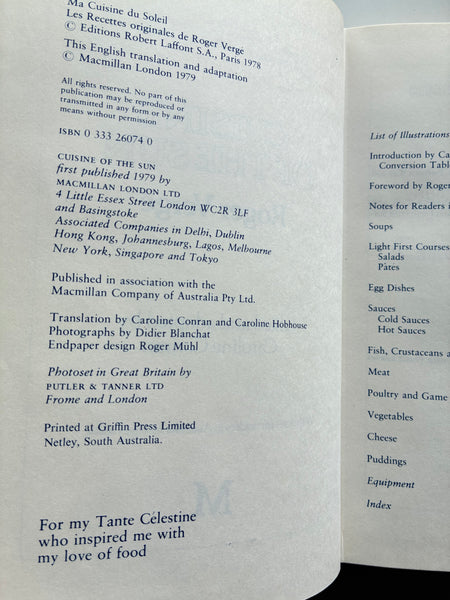 Ma Cuisine du Soleil
Les Recettes originales de Roger Vergé
© Editions Robert Laffont S.A., Paris 1978
This English translation and adaptation
© Macmillan London 1979
All rights reserved. No part of this
publication may be reproduced or
transmitted in any form or by any
means without permission
ISBN 0 333 26074 0
CUISINE OF THE SUN
first published 1979 by
MACMILLAN LONDON LTD
4 Little Essex Street London WC2R 3LF
and Basingstoke
Associated Companies in Delhi, Dublin
Hong Kong, Johannesburg, Lagos, Melbourne
New York, Singapore and Tokyo
Published in association with the
Macmillan Company of Australia Pty Ltd.
Translation by Caroline Conran and Caroline Hobhouse
Photographs by Didier Blanchat
Endpaper design Roger Mühl
Photoset in Great Britain by
PUTLER & TANNER LTD
Frome and London
Printed at Griffin Press Limited
Netley, South Australia.
For my Tante Célestine
who inspired me with
my love of food
List of Illustrations
Introduction by Ca
Conversion Tabl
Foreword by Roger
Notes for Readers i
Soups
Light First Courses
Salads
Pâtes
Egg Dishes
Sauces
Cold Sauces
Hot Sauces
Fish, Crustaceans a
Meat
Poultry and Game
Vegetables
Cheese
Puddings
Equipment
Index